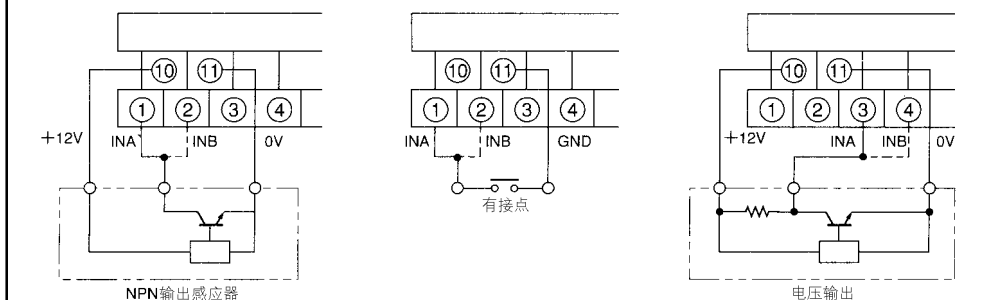 ⑩ ⑪
① ② ③ ④
+12V INA INB 0V
NPN输出感应器
⑩ ⑪
① ② ③ ④
INA INB GND
有接点
⑩ ⑪
① ② ③ ④
+12V INA INB 0V
电压输出